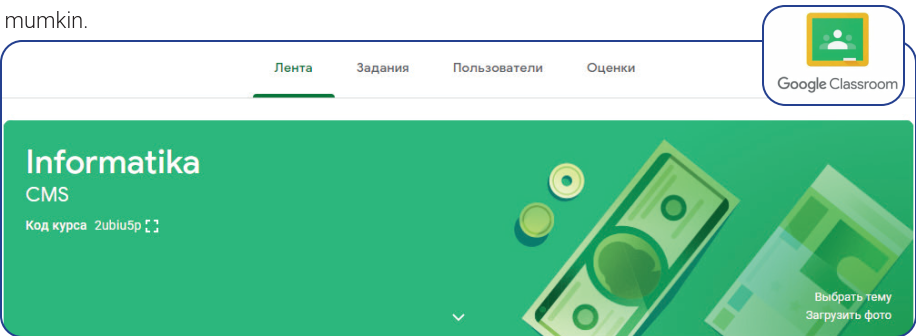 mumkin.
Лента Задания Пользователи Оценки
Google Classroom
Informatika
CMS
Код курса 2ubiu5p
Выбрать тему
Загрузить фото